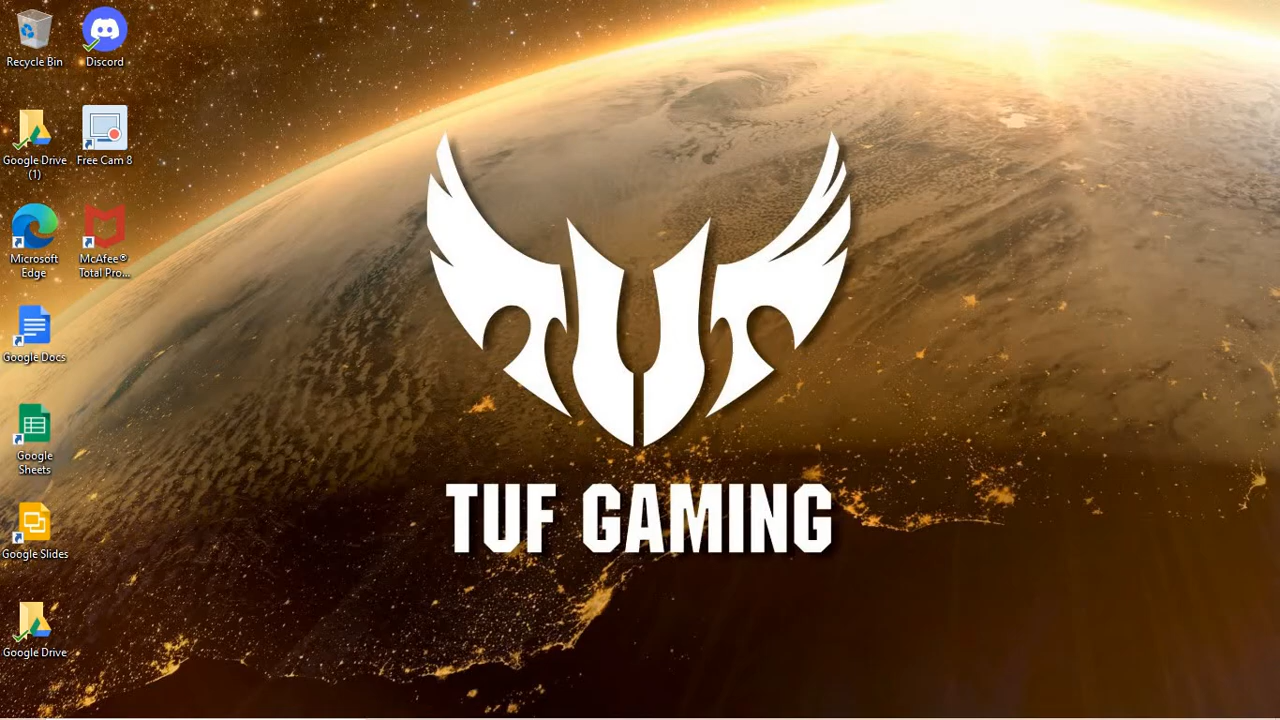 Recycle Bin
Discord
Google Drive
(1)
Free Cam 8
Microsoft
Edge
McAfee®
Total Pro...
Google Docs
Google
Sheets
Google Slides
Google Drive
TUF GAMING